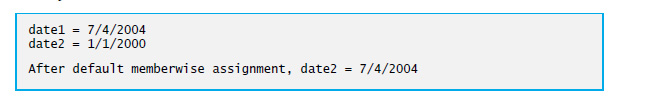 date1 = 7/4/2004
date2 = 1/1/2000
After default memberwise assignment, date2 = 7/4/2004